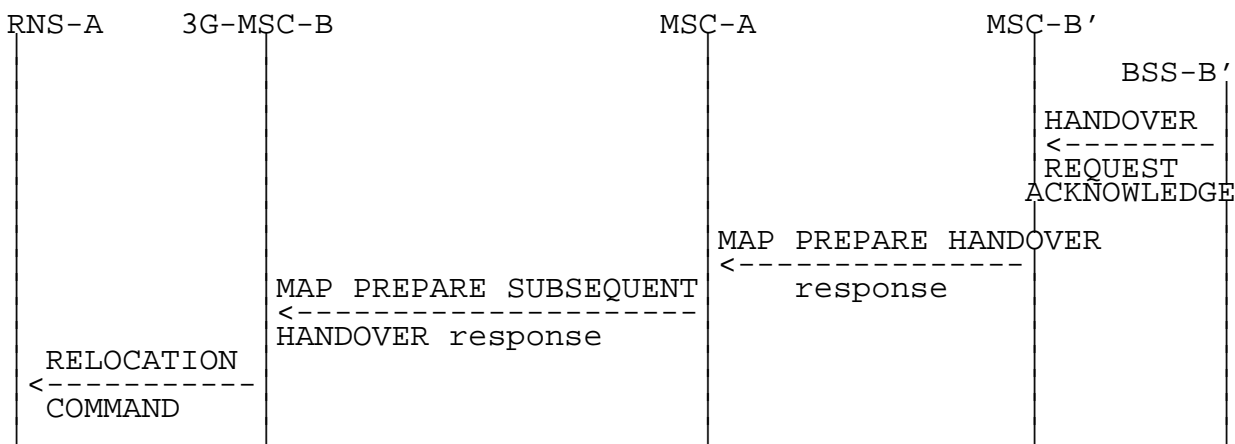 RNS-A 3G-MSC-B MSC-A MSC-B'
BSS-B'
HANDOVER
REQUEST
ACKNOWLEDGE
MAP PREPARE HANDOVER
response
MAP PREPARE SUBSEQUENT
HANDOVER response
RELOCATION
COMMAND